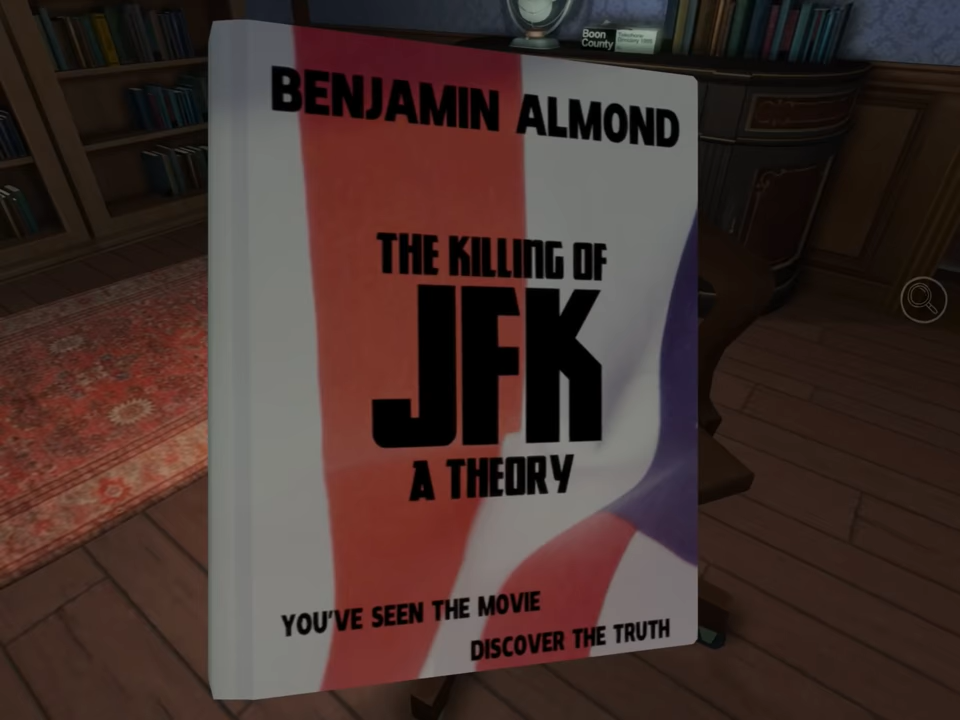 Boon
County
BENJAMIN ALMOND
THE KILLING OF
JFK
A THEORY
YOU'VE SEEN THE MOVIE
DISCOVER THE TRUTH